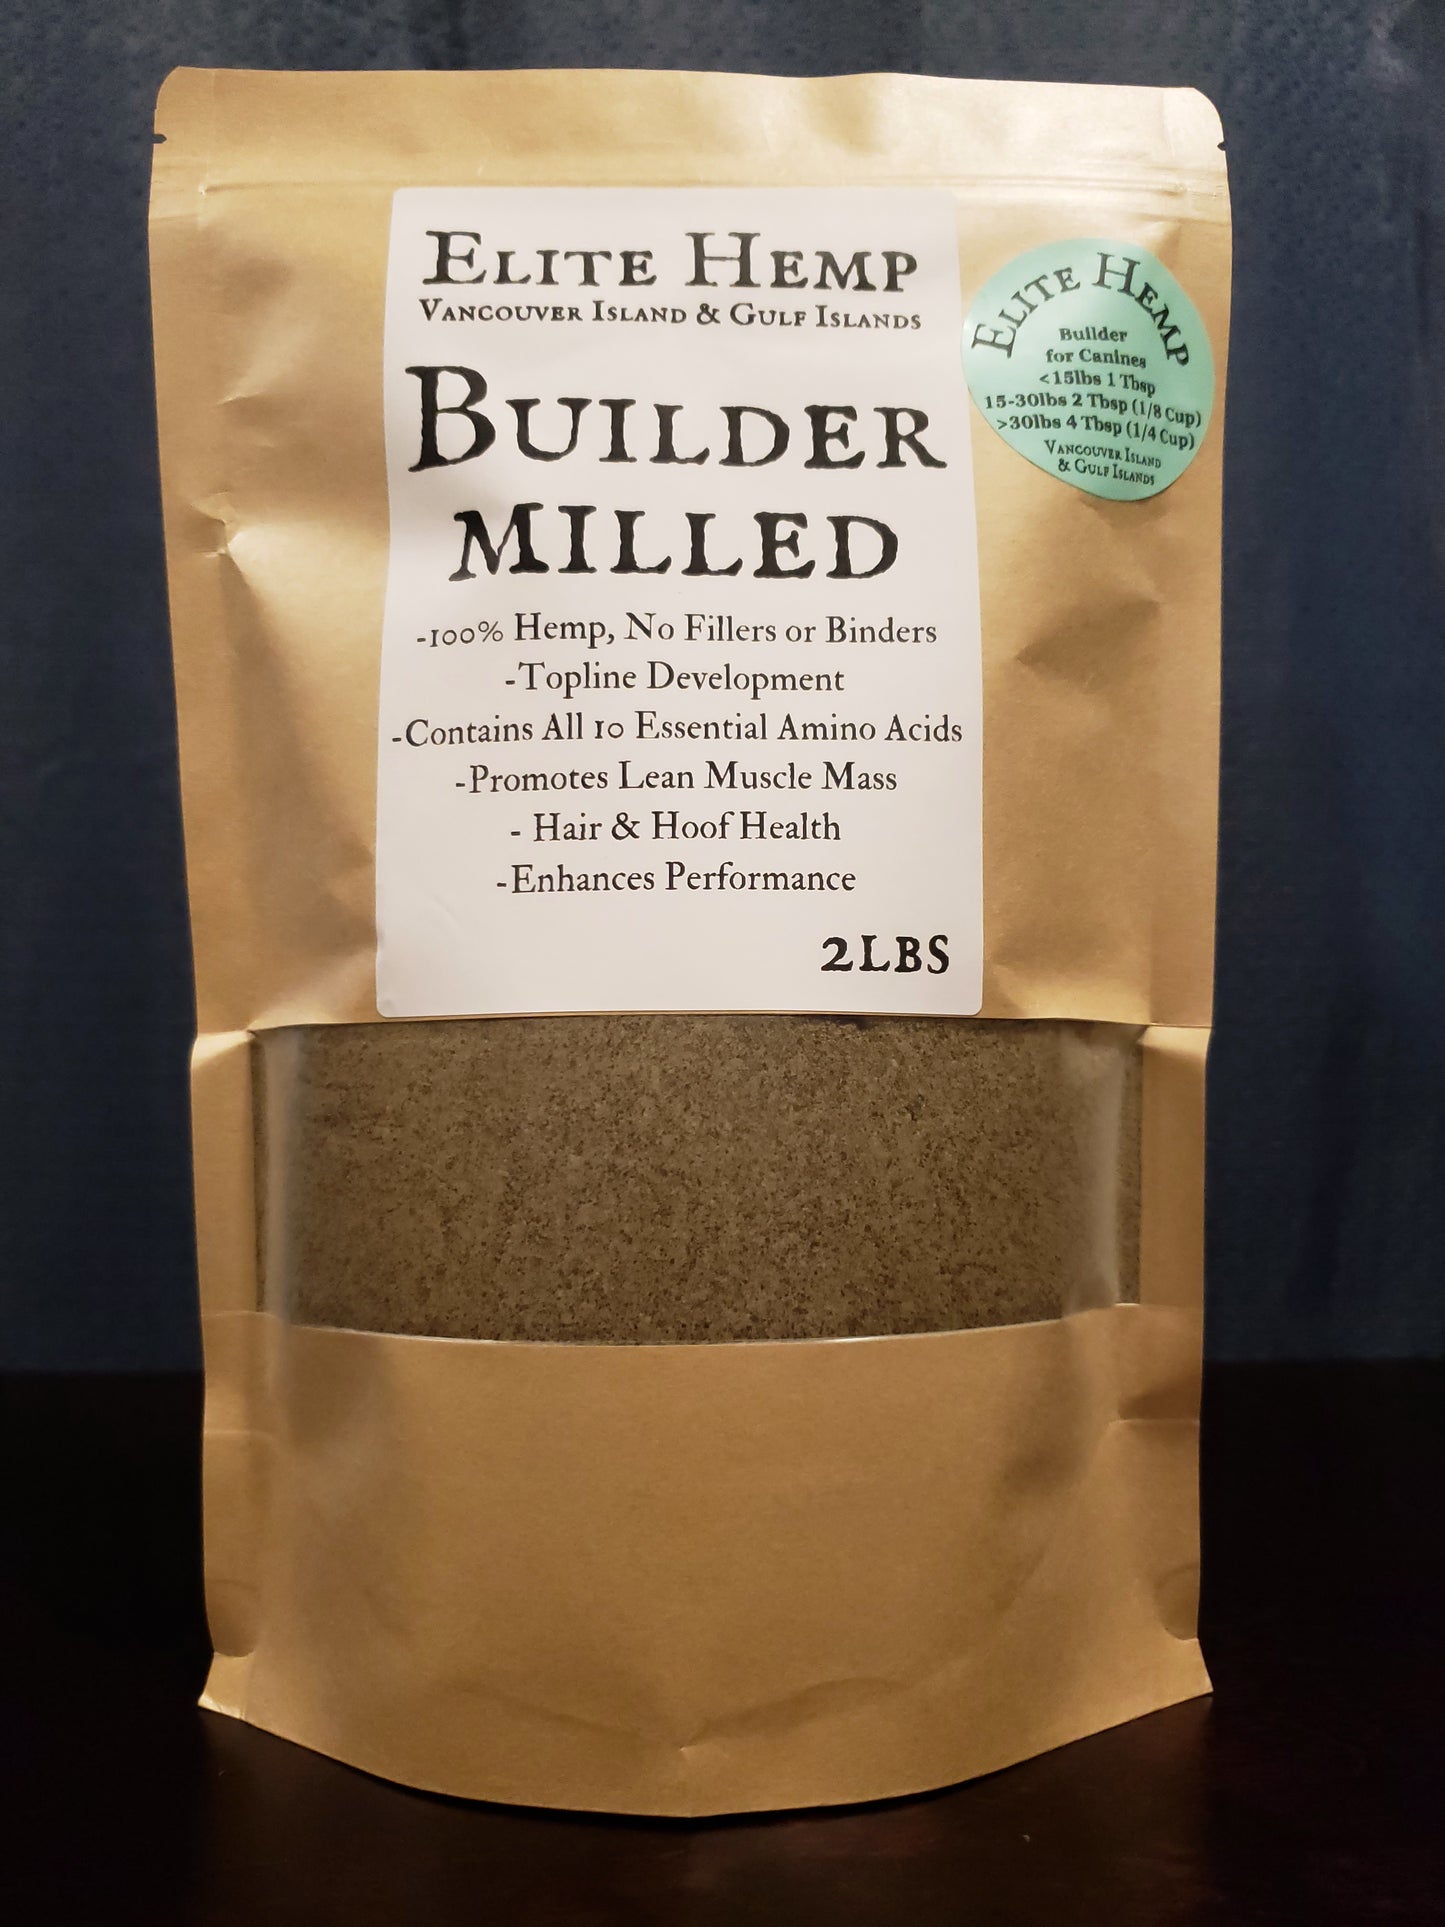 Elite Hemp
Vancouver Island & Gulf Islands
Builder
milled
-100% Hemp, No Fillers or Binders
-Topline Development
-Contains All 10 Essential Amino Acids
-Promotes Lean Muscle Mass
- Hair & Hoof Health
-Enhances Performance
2LBS
Elite Hemp
Builder
for Canines
<15lbs 1 Tbsp
15-30lbs 2 Tbsp (1/8 Cup)
>30lbs 4 Tbsp (1/4 Cup)
Vancouver Island
& Gulf Islands